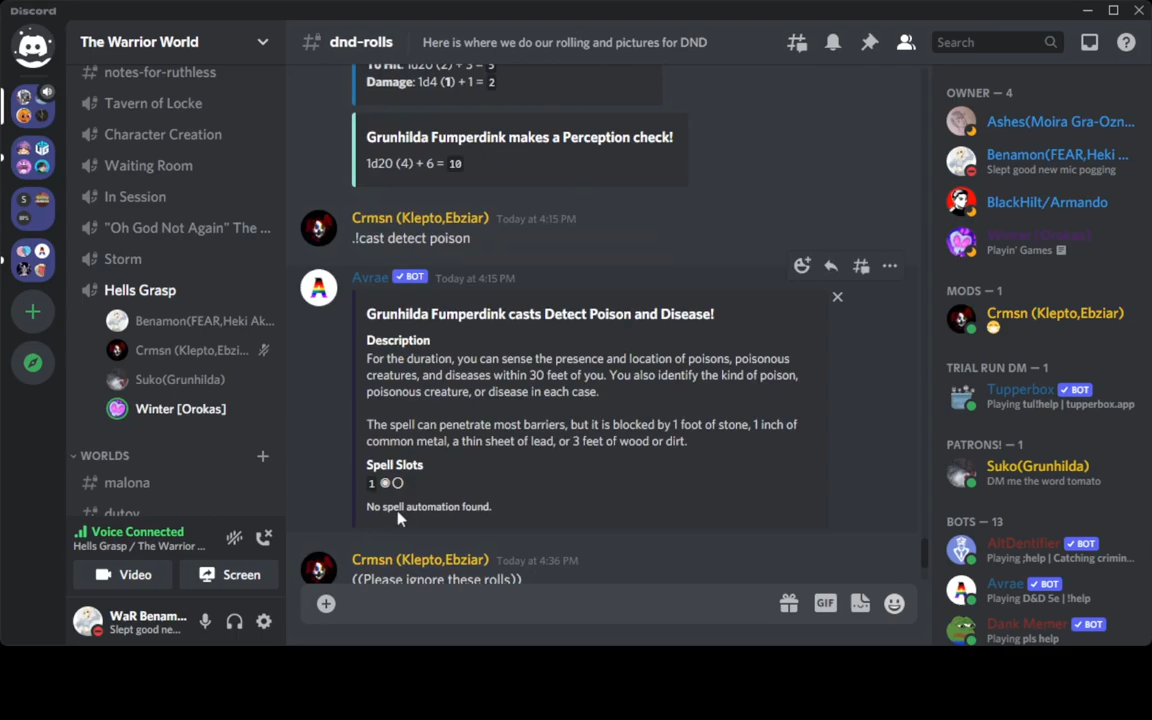 Discord
The Warrior World
notes-for-ruthless
Tavern of Locke
Character Creation
Waiting Room
In Session
"Oh God Not Again" The ...
Storm
Hells Grasp
Benamon(FEAR,Heki Ak...
Crmsn (Klepto,Ebzi...
Suko(Grunhilda)
Winter [Orokas]
WORLDS
malona
dutov
Voice Connected
Hells Grasp / The Warrior ...
Video
Screen
WaR Benam...
Slept good ne...
dnd-rolls
Here is where we do our rolling and pictures for DND
Search
To Hit: 1d20 (2) + 3 = 5
Damage: 1d4 (1) + 1 = 2
Grunhilda Fumperdink makes a Perception check!
1d20 (4) + 6 = 10
Crmsn (Klepto,Ebziar) Today at 4:15 PM
.!cast detect poison
A
Avrae ✓ BOT Today at 4:15 PM
Grunhilda Fumperdink casts Detect Poison and Disease!
Description
For the duration, you can sense the presence and location of poisons, poisonous
creatures, and diseases within 30 feet of you. You also identify the kind of poison,
poisonous creature, or disease in each case.
The spell can penetrate most barriers, but it is blocked by 1 foot of stone, 1 inch of
common metal, a thin sheet of lead, or 3 feet of wood or dirt.
Spell Slots
1 ◉〇
No spell automation found.
Crmsn (Klepto,Ebziar) Today at 4:36 PM
((Please ignore these rolls))
GIF
OWNER — 4
Ashes(Moira Gra-Ozn...
Benamon(FEAR,Heki ...
Slept good new mic pogging
BlackHilt/Armando
Winter [Orokas]
Playin' Games
MODS — 1
Crmsn (Klepto,Ebziar)
TRIAL RUN DM — 1
Tupperbox ✓ BOT
Playing tul!help | tupperbox.app
PATRONS! — 1
Suko(Grunhilda)
DM me the word tomato
BOTS — 13
AltDentifier ✓ BOT
Playing ;help | Catching crimin...
A
Avrae ✓ BOT
Playing D&D 5e | !help
Dank Memer ✓ BOT
Playing pls help